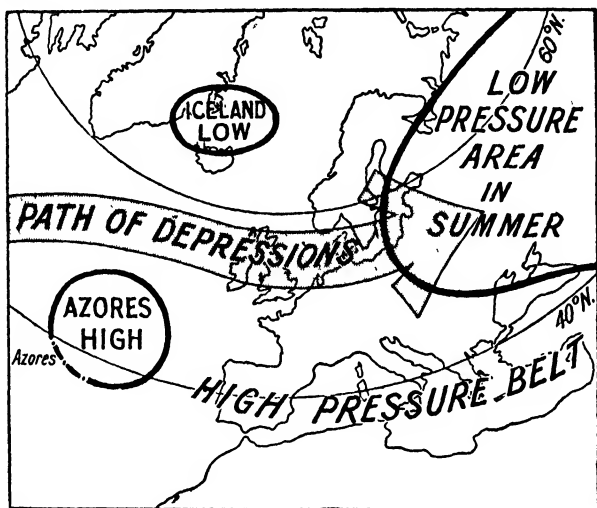 ICELAND
LOW
60°N.
LOW
PRESSURE
AREA
IN
SUMMER
PATH OF DEPRESSIONS
AZORES
HIGH
Azores
40°N.
HIGH PRESSURE BELT